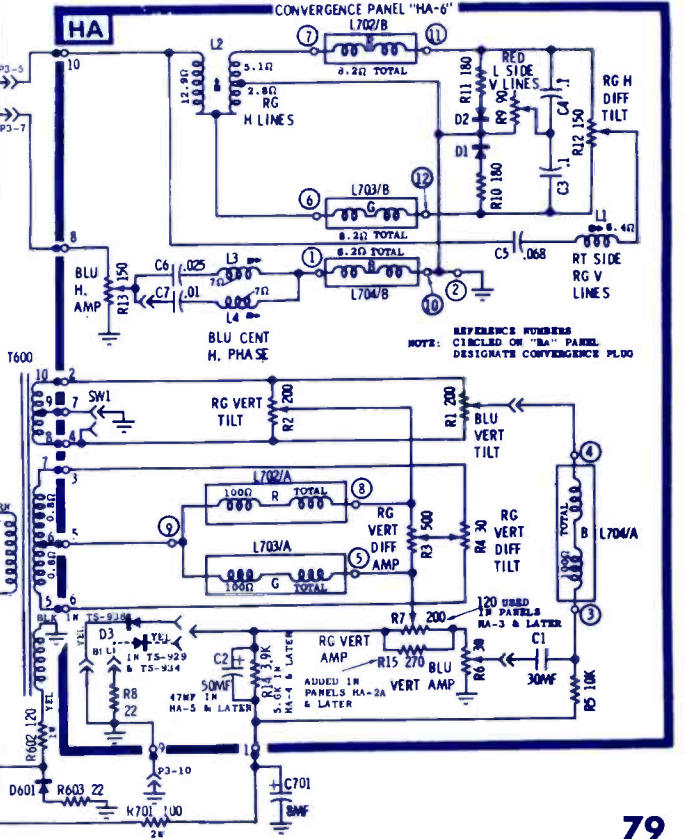 CONVERGENCE PANEL "HA-6"
HA
10
P3-5
P3-7
L2
12.9Ω
5.1Ω
2.8Ω
RG
H LINES
7
L702/B
R
11
8.2Ω TOTAL
RED
L SIDE
V LINES
R11 180
D2
D1
R10 180
R9 90
C4 .1
C3 .1
R12 150
RG H
DIFF
TILT
6
L703/B
G
12
8.2Ω TOTAL
C5 .068
L1
6.4Ω
RT SIDE
RG V
LINES
8
BLU
H.
AMP
R13 150
C6 .025
C7 .01
L3
7Ω
7Ω
L4
BLU CENT
H. PHASE
1
8.2Ω TOTAL
B
L704/B
10
2
REFERENCE NUMBERS
NOTE: CIRCLED ON "HA" PANEL
DESIGNATE CONVERGENCE PLUG
T600
10
2
9
7
SW1
8
4
RG VERT
TILT
R2 200
R1 200
BLU
VERT
TILT
4
7
3
0.8Ω
6
5
0.8Ω
5
6
9
L702/A
100Ω R TOTAL
8
L703/A
100Ω G TOTAL
5
RG
VERT
DIFF
AMP
R3 500
R4 30
RG
VERT
DIFF
TILT
100Ω TOTAL
B
L704/A
3
BLK
1N TS-938
YEL
D3
BLU
YEL
IN TS-929
& TS-934
R8
22
C2
50MF
47MF IN
HA-5 & LATER
R14 3.9K
5.6K IN
HA-4 & LATER
RG VERT
AMP
R7 200
120 USED
IN PANELS
HA-3 & LATER
R15 270
ADDED IN
PANELS HA-2A
& LATER
BLU
VERT AMP
R6 30
C1
30MF
R5 10K
YEL
R602 120
1W
D601
R603 22
9
P3-10
1
R701 100
2W
C701
8MF
79